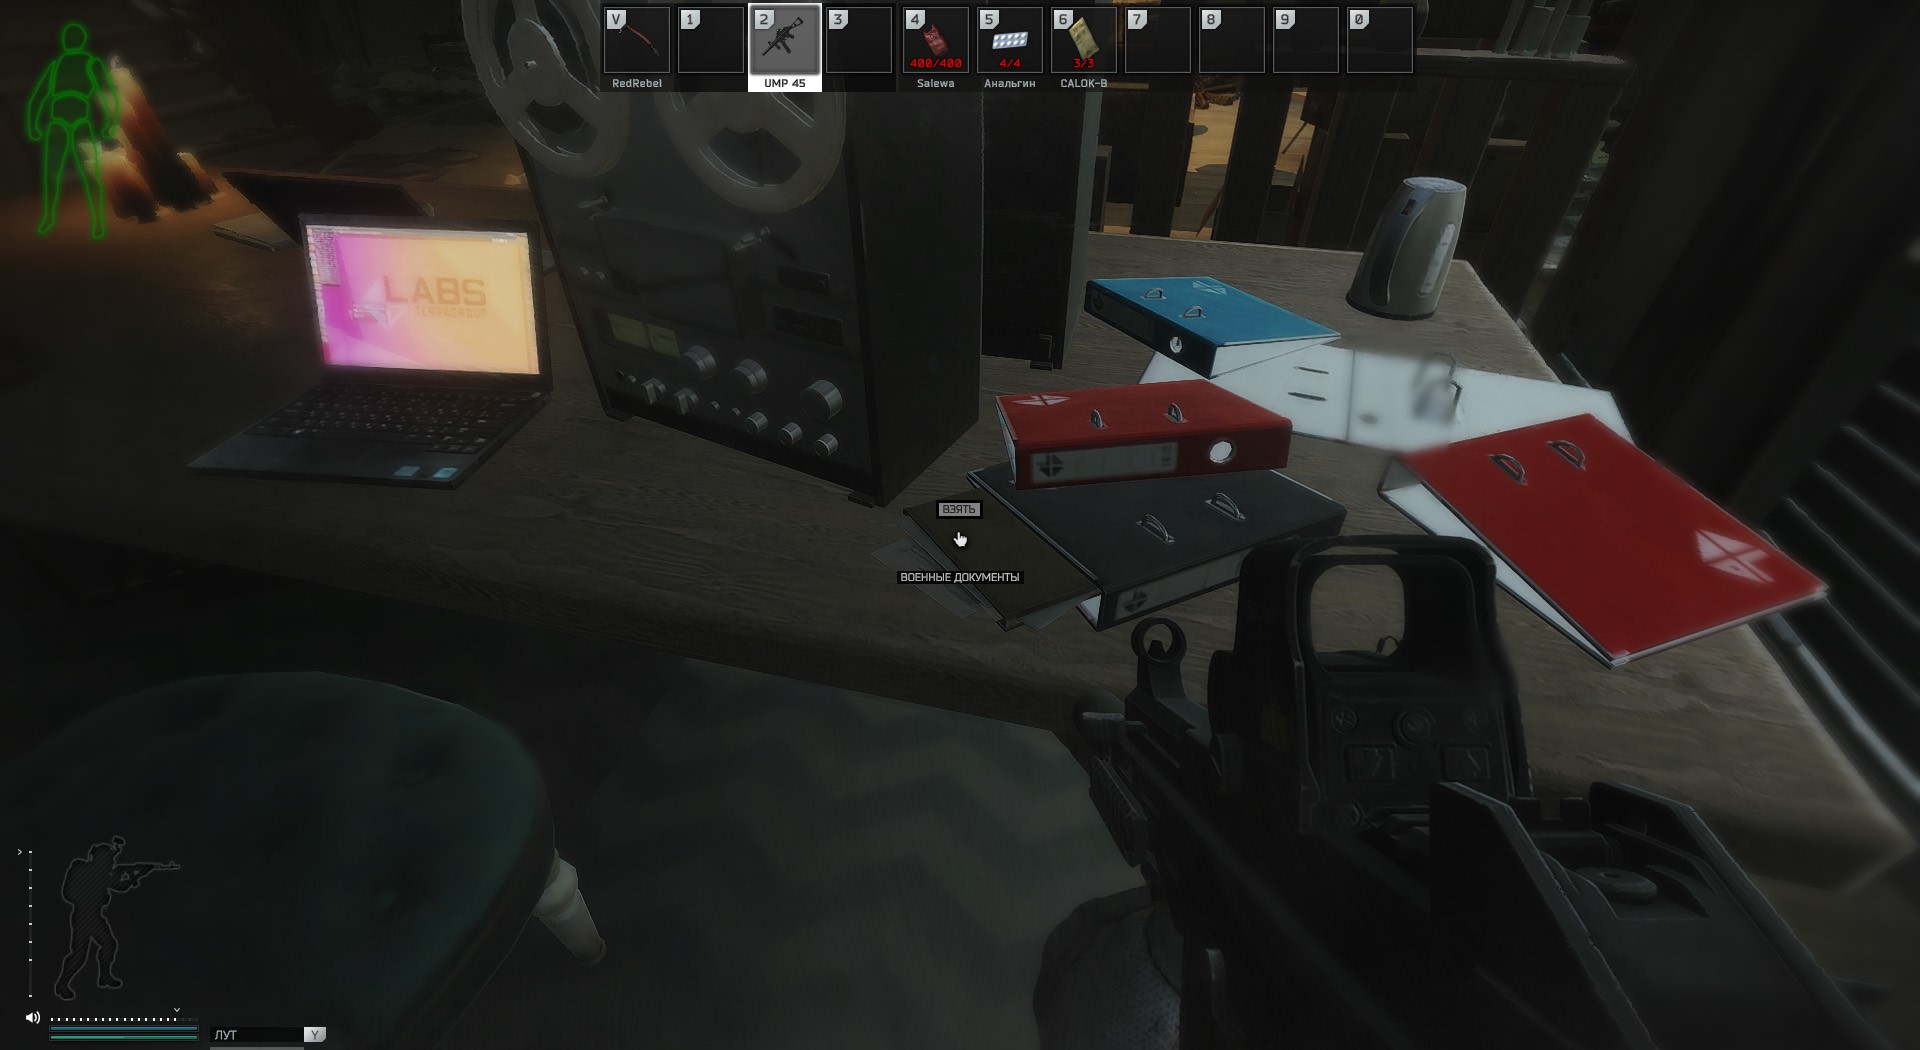 V
1
2
3
4
5
6
7
8
9
0
400/400
4/4
3/3
RedRebel
UMP 45
Salewa
Анальгин
CALOK-B
LABS
TERRAGROUP
ВЗЯТЬ
ВОЕННЫЕ ДОКУМЕНТЫ
ЛУТ
Y